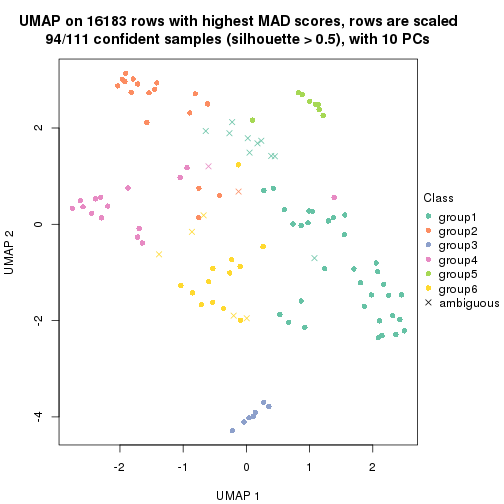 UMAP on 16183 rows with highest MAD scores, rows are scaled
94/111 confident samples (silhouette > 0.5), with 10 PCs
2
0
-2
-4
UMAP 2
-2
-1
0
1
2
UMAP 1
Class
group1
group2
group3
group4
group5
group6
ambiguous